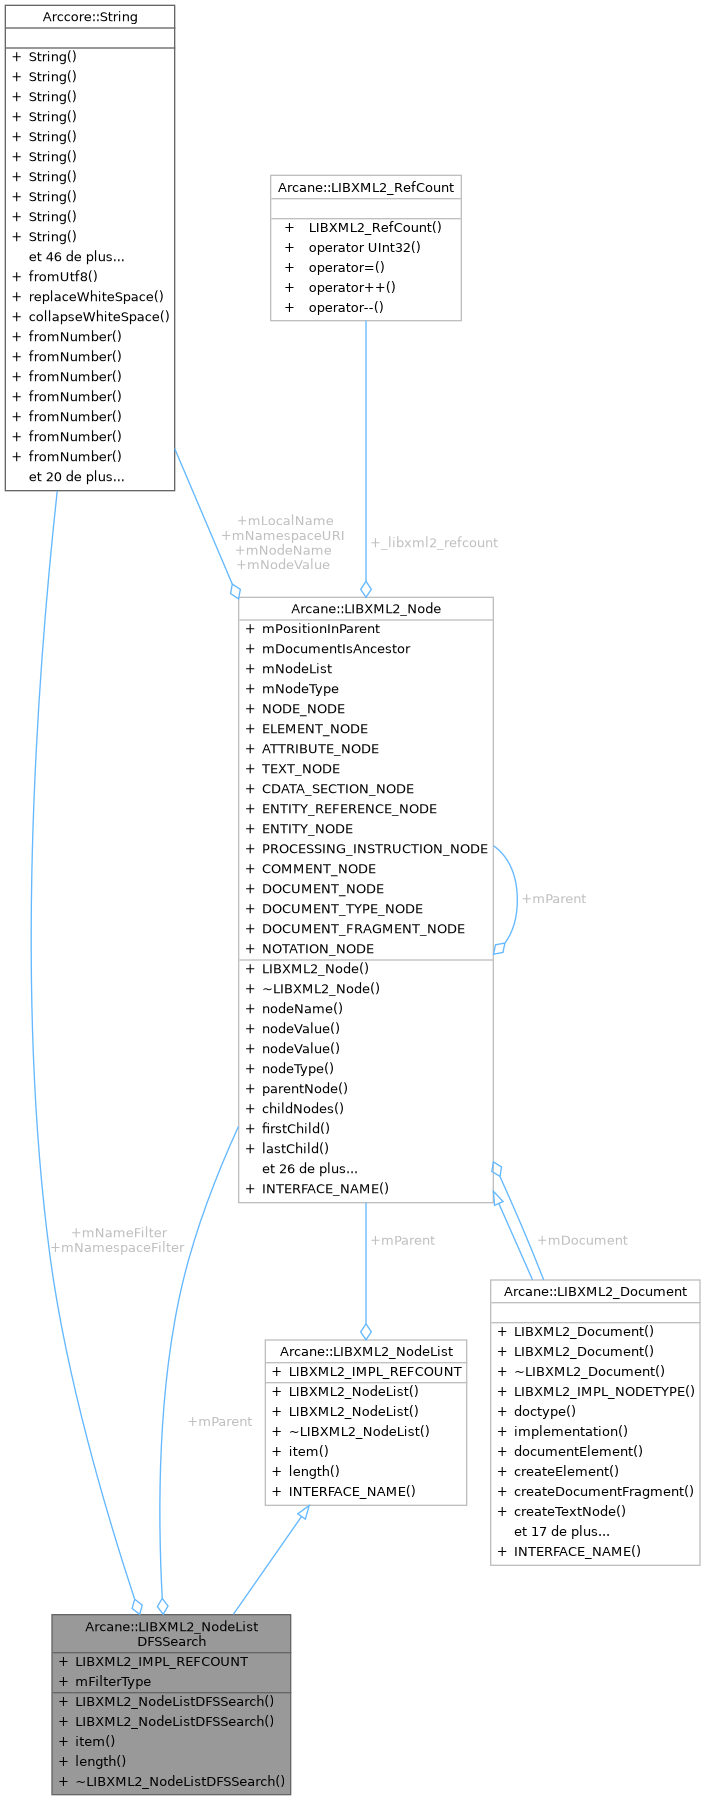 Arccore::String
+ String()
+ String()
+ String()
+ String()
+ String()
+ String()
+ String()
+ String()
+ String()
+ String()
et 46 de plus...
+ fromUtf8()
+ replaceWhiteSpace()
+ collapseWhiteSpace()
+ fromNumber()
+ fromNumber()
+ fromNumber()
+ fromNumber()
+ fromNumber()
+ fromNumber()
+ fromNumber()
et 20 de plus...
Arcane::LIBXML2_RefCount
+ LIBXML2_RefCount()
+ operator UInt32()
+ operator=()
+ operator++()
+ operator--()
+mLocalName
+mNamespaceURI
+mNodeName
+mNodeValue
+_libxml2_refcount
Arcane::LIBXML2_Node
+ mPositionInParent
+ mDocumentIsAncestor
+ mNodeList
+ mNodeType
+ NODE_NODE
+ ELEMENT_NODE
+ ATTRIBUTE_NODE
+ TEXT_NODE
+ CDATA_SECTION_NODE
+ ENTITY_REFERENCE_NODE
+ ENTITY_NODE
+ PROCESSING_INSTRUCTION_NODE
+ COMMENT_NODE
+ DOCUMENT_NODE
+ DOCUMENT_TYPE_NODE
+ DOCUMENT_FRAGMENT_NODE
+ NOTATION_NODE
+ LIBXML2_Node()
+ ~LIBXML2_Node()
+ nodeName()
+ nodeValue()
+ nodeValue()
+ nodeType()
+ parentNode()
+ childNodes()
+ firstChild()
+ lastChild()
et 26 de plus...
+ INTERFACE_NAME()
+mParent
+mNameFilter
+mNamespaceFilter
+mParent
+mDocument
Arcane::LIBXML2_Document
+ LIBXML2_Document()
+ LIBXML2_Document()
+ ~LIBXML2_Document()
+ LIBXML2_IMPL_NODETYPE()
+ doctype()
+ implementation()
+ documentElement()
+ createElement()
+ createDocumentFragment()
+ createTextNode()
et 17 de plus...
+ INTERFACE_NAME()
Arcane::LIBXML2_NodeList
+ LIBXML2_IMPL_REFCOUNT
+ LIBXML2_NodeList()
+ LIBXML2_NodeList()
+ ~LIBXML2_NodeList()
+ item()
+ length()
+ INTERFACE_NAME()
+mParent
Arcane::LIBXML2_NodeList
DFSSearch
+ LIBXML2_IMPL_REFCOUNT
+ mFilterType
+ LIBXML2_NodeListDFSSearch()
+ LIBXML2_NodeListDFSSearch()
+ item()
+ length()
+ ~LIBXML2_NodeListDFSSearch()